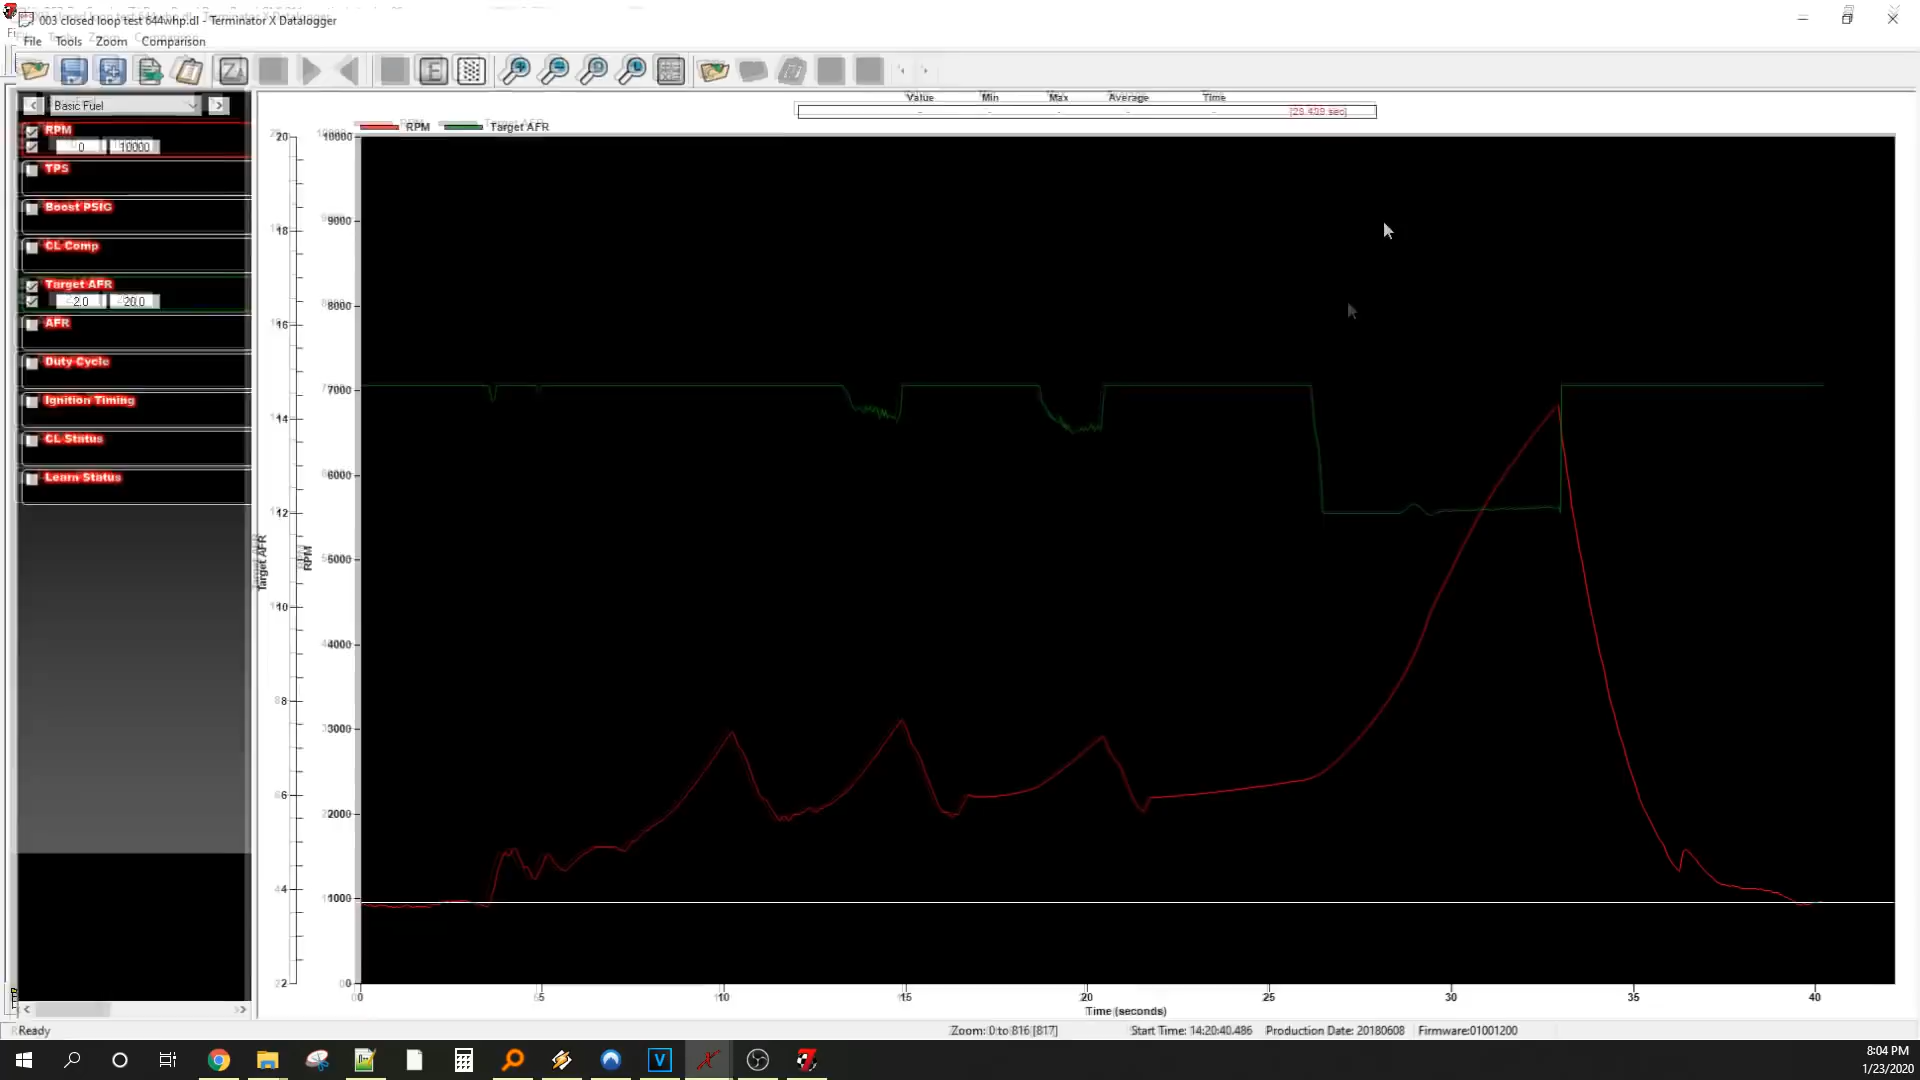 003 closed loop test 644whp.dl - Terminator X Datalogger
File Tools Zoom Comparison
Basic Fuel
Value Min Max Average Time
- - - - - [29.429 sec]
RPM
0 10000
TPS
Boost PSIG
CL Comp
Target AFR
2.0 20.0
AFR
Duty Cycle
Ignition Timing
CL Status
Learn Status
RPM Target AFR
20
18
16
14
12
10
8
6
4
2
Target AFR
10000
9000
8000
7000
6000
5000
4000
3000
2000
1000
0
RPM
0 5 10 15 20 25 30 35 40
Time (seconds)
Ready Zoom: 0 to 816 [817] Start Time: 14:20:40.486 Production Date: 20180608 Firmware:01001200
8:04 PM
1/23/2020